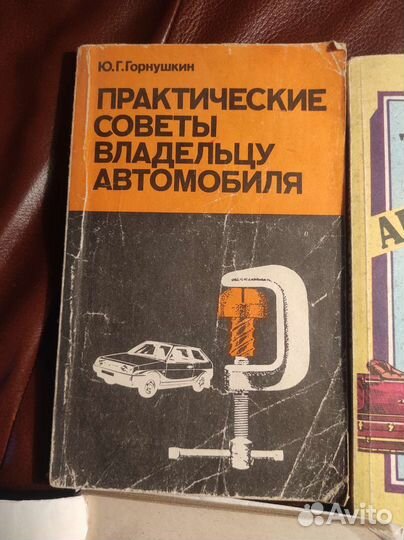 Ю.Г.Горнушкин
ПРАКТИЧЕСКИЕ
СОВЕТЫ
ВЛАДЕЛЬЦУ
АВТОМОБИЛЯ
Avito